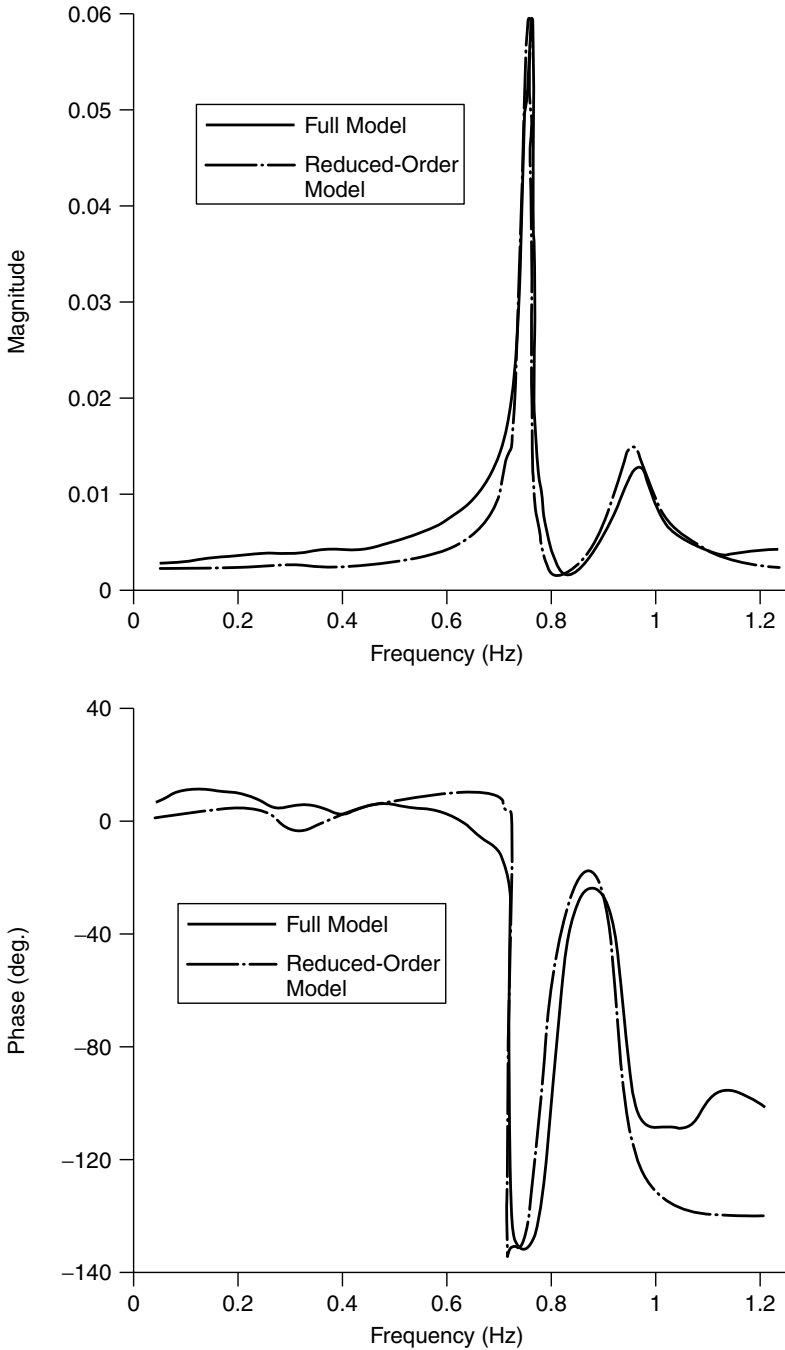 0.06
0.05
0.04
0.03
0.02
0.01
0
Magnitude
Full Model
Reduced-Order
Model
0 0.2 0.4 0.6 0.8 1 1.2
Frequency (Hz)
40
0
−40
−80
−120
−140
Phase (deg.)
Full Model
Reduced-Order
Model
0 0.2 0.4 0.6 0.8 1 1.2
Frequency (Hz)